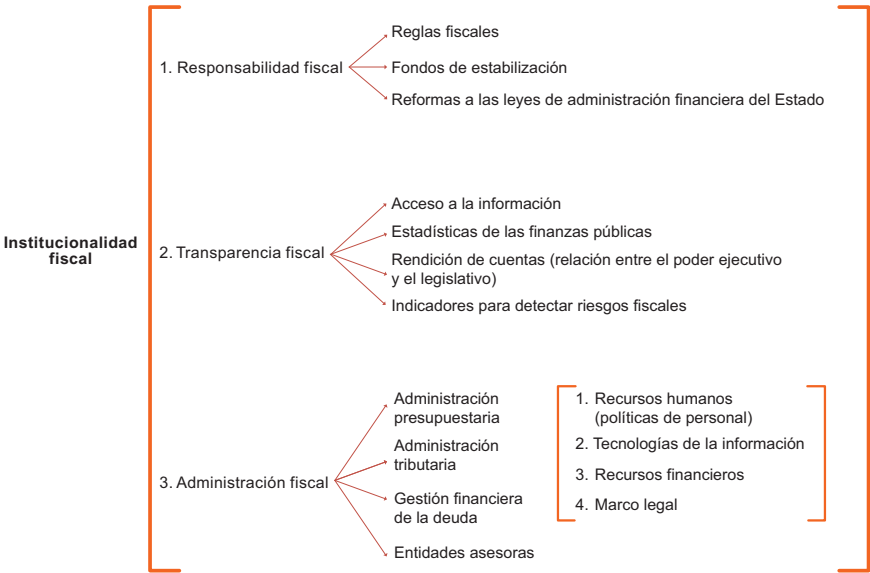 Institucionalidad
fiscal
1. Responsabilidad fiscal
Reglas fiscales
Fondos de estabilización
Reformas a las leyes de administración financiera del Estado
2. Transparencia fiscal
Acceso a la información
Estadísticas de las finanzas públicas
Rendición de cuentas (relación entre el poder ejecutivo
y el legislativo)
Indicadores para detectar riesgos fiscales
3. Administración fiscal
Administración
presupuestaria
Administración
tributaria
Gestión financiera
de la deuda
Entidades asesoras
1. Recursos humanos
(políticas de personal)
2. Tecnologías de la información
3. Recursos financieros
4. Marco legal